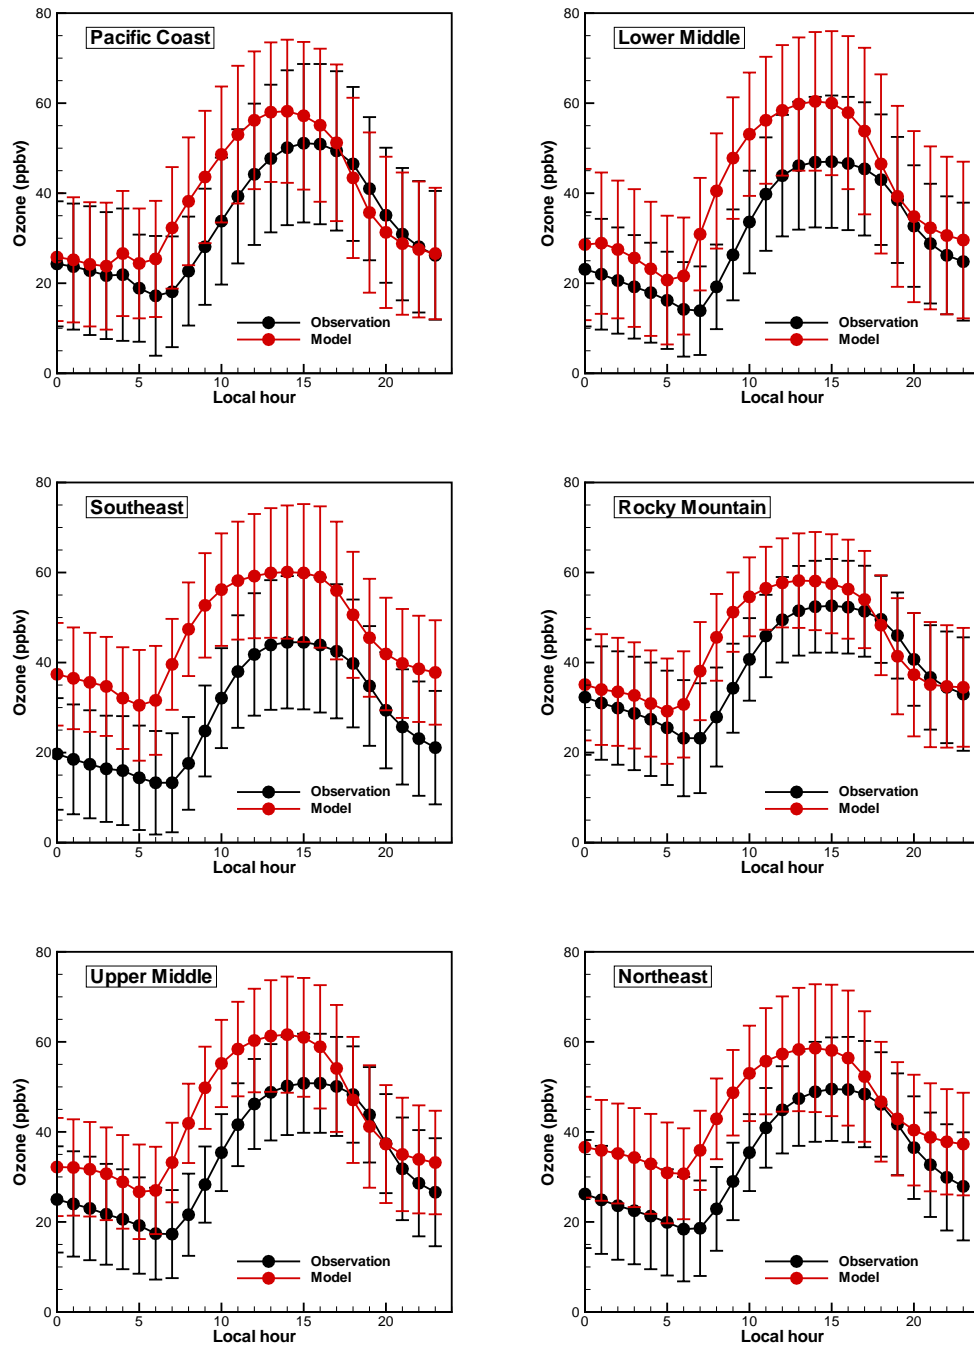 Pacific Coast
Ozone (ppbv)
80
60
40
20
0
Observation
Model
0 5 10 15 20
Local hour
Lower Middle
Ozone (ppbv)
80
60
40
20
0
Observation
Model
0 5 10 15 20
Local hour
Southeast
Ozone (ppbv)
80
60
40
20
0
Observation
Model
0 5 10 15 20
Local hour
Rocky Mountain
Ozone (ppbv)
80
60
40
20
0
Observation
Model
0 5 10 15 20
Local hour
Upper Middle
Ozone (ppbv)
80
60
40
20
0
Observation
Model
0 5 10 15 20
Local hour
Northeast
Ozone (ppbv)
80
60
40
20
0
Observation
Model
0 5 10 15 20
Local hour